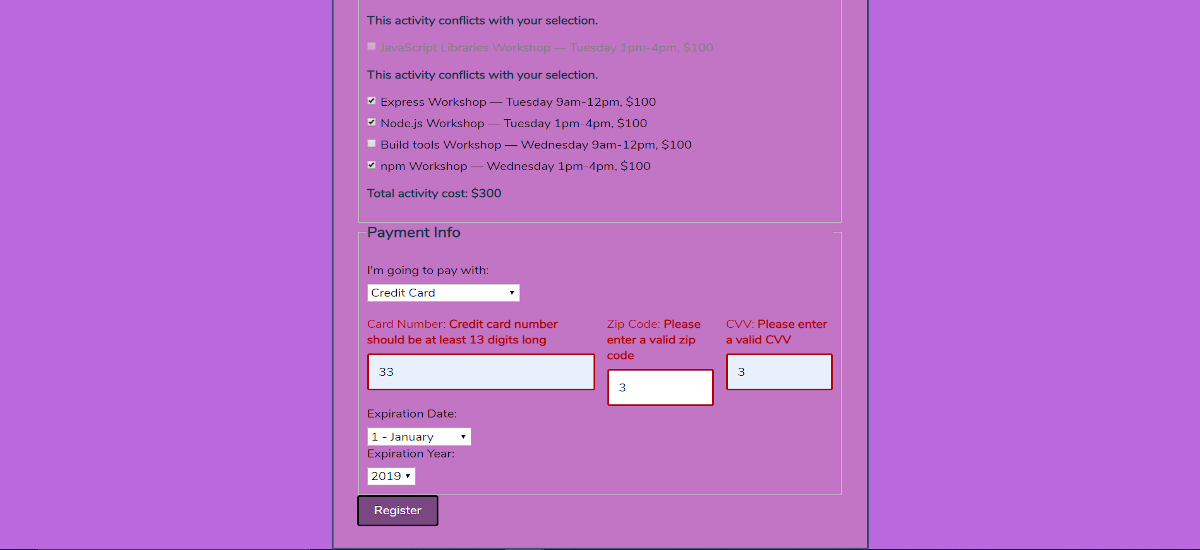 This activity conflicts with your selection.
JavaScript Libraries Workshop — Tuesday 1pm-4pm, $100
This activity conflicts with your selection.
Express Workshop — Tuesday 9am-12pm, $100
Node.js Workshop — Tuesday 1pm-4pm, $100
Build tools Workshop — Wednesday 9am-12pm, $100
npm Workshop — Wednesday 1pm-4pm, $100
Total activity cost: $300
Payment Info
I'm going to pay with:
Credit Card
Card Number: Credit card number
should be at least 13 digits long
33
Zip Code: Please
enter a valid zip
code
3
CVV: Please enter
a valid CVV
3
Expiration Date:
1 - January
Expiration Year:
2019
Register